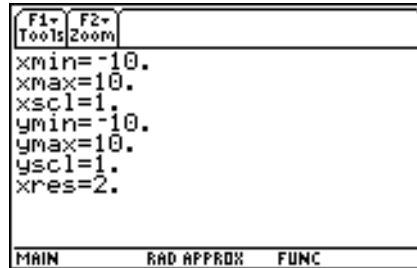 F1▾ F2▾
Tools Zoom
xmin=-10.
xmax=10.
xscl=1.
ymin=-10.
ymax=10.
yscl=1.
xres=2.
MAIN RAD APPROX FUNC